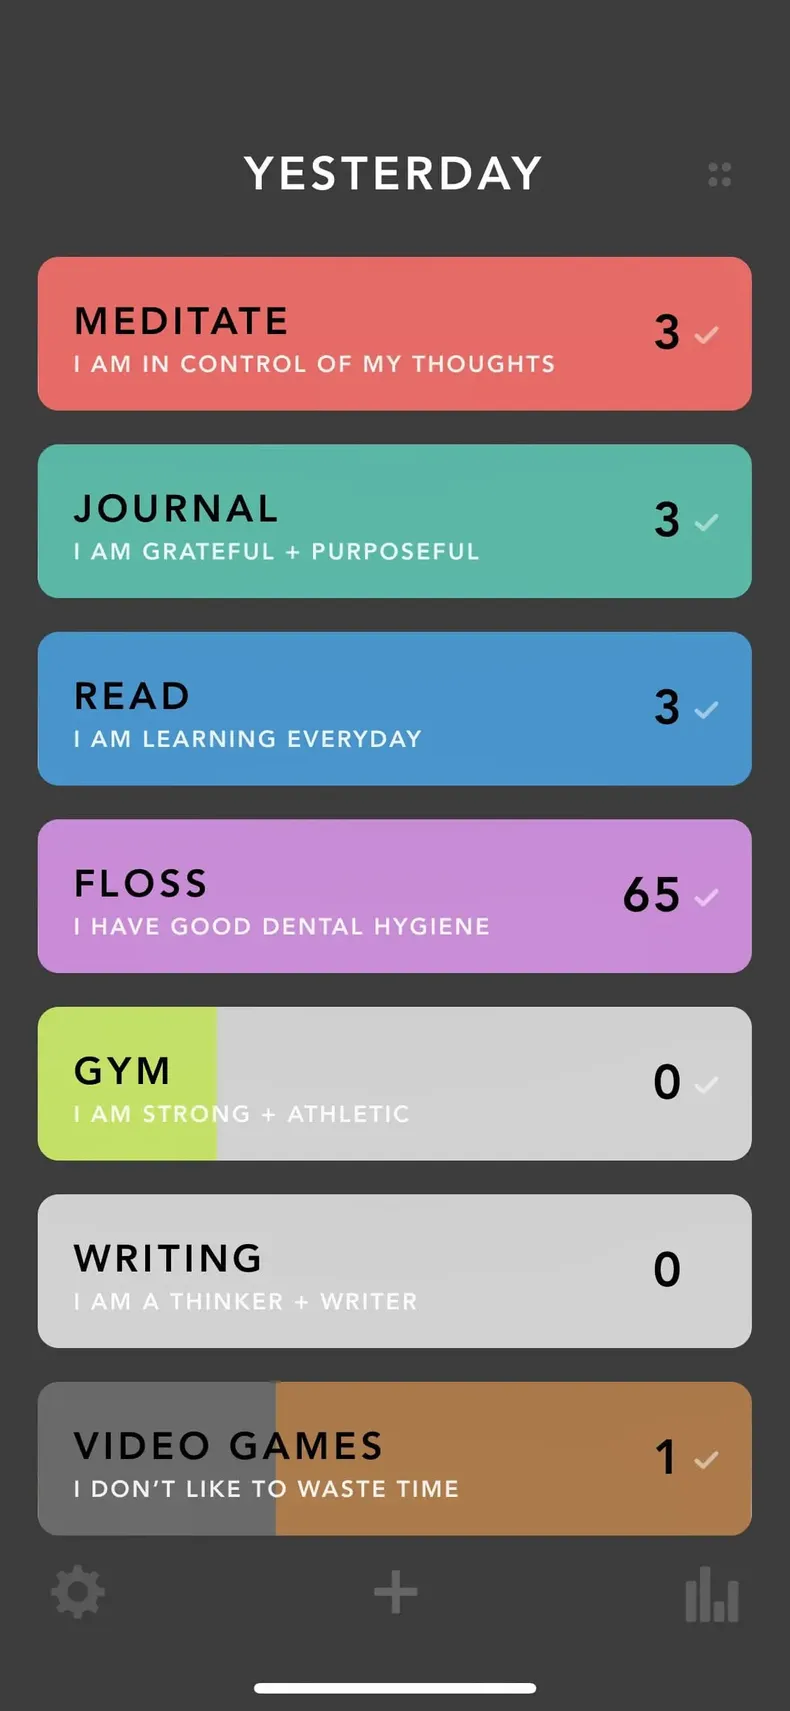 YESTERDAY
MEDITATE
3
I AM IN CONTROL OF MY THOUGHTS
JOURNAL
3
I AM GRATEFUL + PURPOSEFUL
READ
3
I AM LEARNING EVERYDAY
FLOSS
65
I HAVE GOOD DENTAL HYGIENE
GYM
0
I AM STRONG + ATHLETIC
WRITING
0
I AM A THINKER + WRITER
VIDEO GAMES
1
I DON'T LIKE TO WASTE TIME